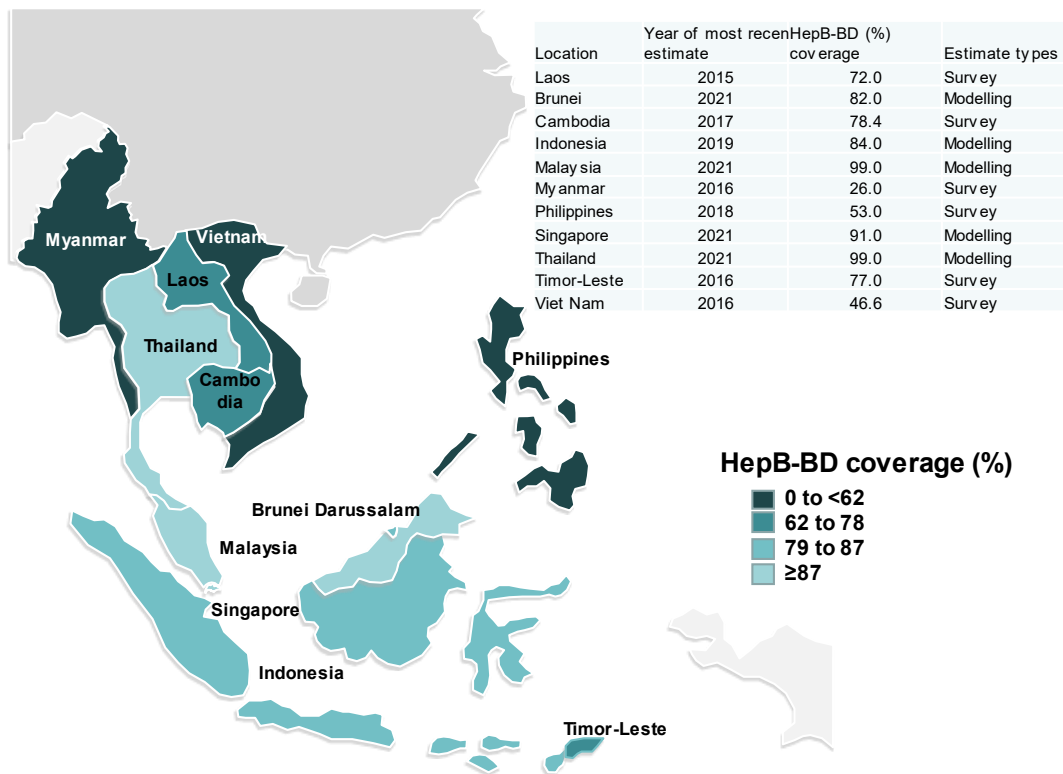 Year of most recenHepB-BD (%)
Location estimate coverage Estimate types
Laos 2015 72.0 Survey
Brunei 2021 82.0 Modelling
Cambodia 2017 78.4 Survey
Indonesia 2019 84.0 Modelling
Malaysia 2021 99.0 Modelling
Myanmar 2016 26.0 Survey
Philippines 2018 53.0 Survey
Singapore 2021 91.0 Modelling
Thailand 2021 99.0 Modelling
Timor-Leste 2016 77.0 Survey
Viet Nam 2016 46.6 Survey
Myanmar
Vietnam
Laos
Thailand
Cambo
dia
Philippines
HepB-BD coverage (%)
0 to <62
62 to 78
79 to 87
≥87
Brunei Darussalam
Malaysia
Singapore
Indonesia
Timor-Leste